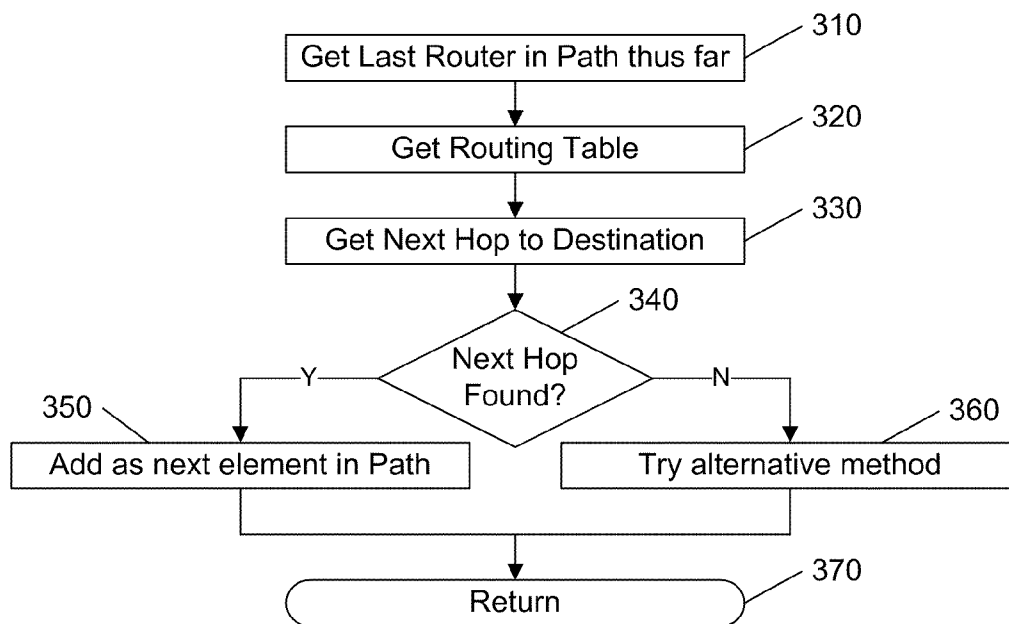 310
Get Last Router in Path thus far
320
Get Routing Table
330
Get Next Hop to Destination
340
Next Hop
Found?
Y
N
350
360
Add as next element in Path
Try alternative method
370
Return